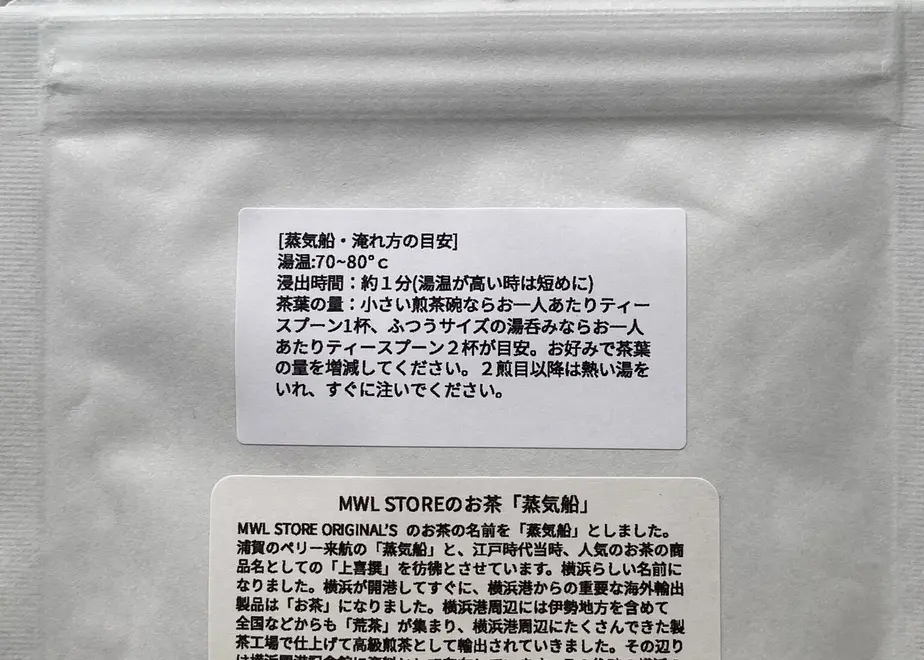 [蒸気船・淹れ方の目安]
湯温:70~80°c
浸出時間：約１分(湯温が高い時は短めに)
茶葉の量：小さい煎茶碗ならお一人あたりティー
スプーン1杯、ふつうサイズの湯呑みならお一人
あたりティースプーン２杯が目安。お好みで茶葉
の量を増減してください。２煎目以降は熱い湯を
いれ、すぐに注いでください。
MWL STOREのお茶「蒸気船」
MWL STORE ORIGINAL'S のお茶の名前を「蒸気船」としました。
浦賀のペリー来航の「蒸気船」と、江戸時代当時、人気のお茶の商
品名としての「上喜撰」を彷彿とさせています。横浜らしい名前に
なりました。横浜が開港してすぐに、横浜港からの重要な海外輸出
製品は「お茶」になりました。横浜港周辺には伊勢地方を含めて
全国などからも「荒茶」が集まり、横浜港周辺にたくさんできた製
茶工場で仕上げて高級煎茶として輸出されていきました。その辺り